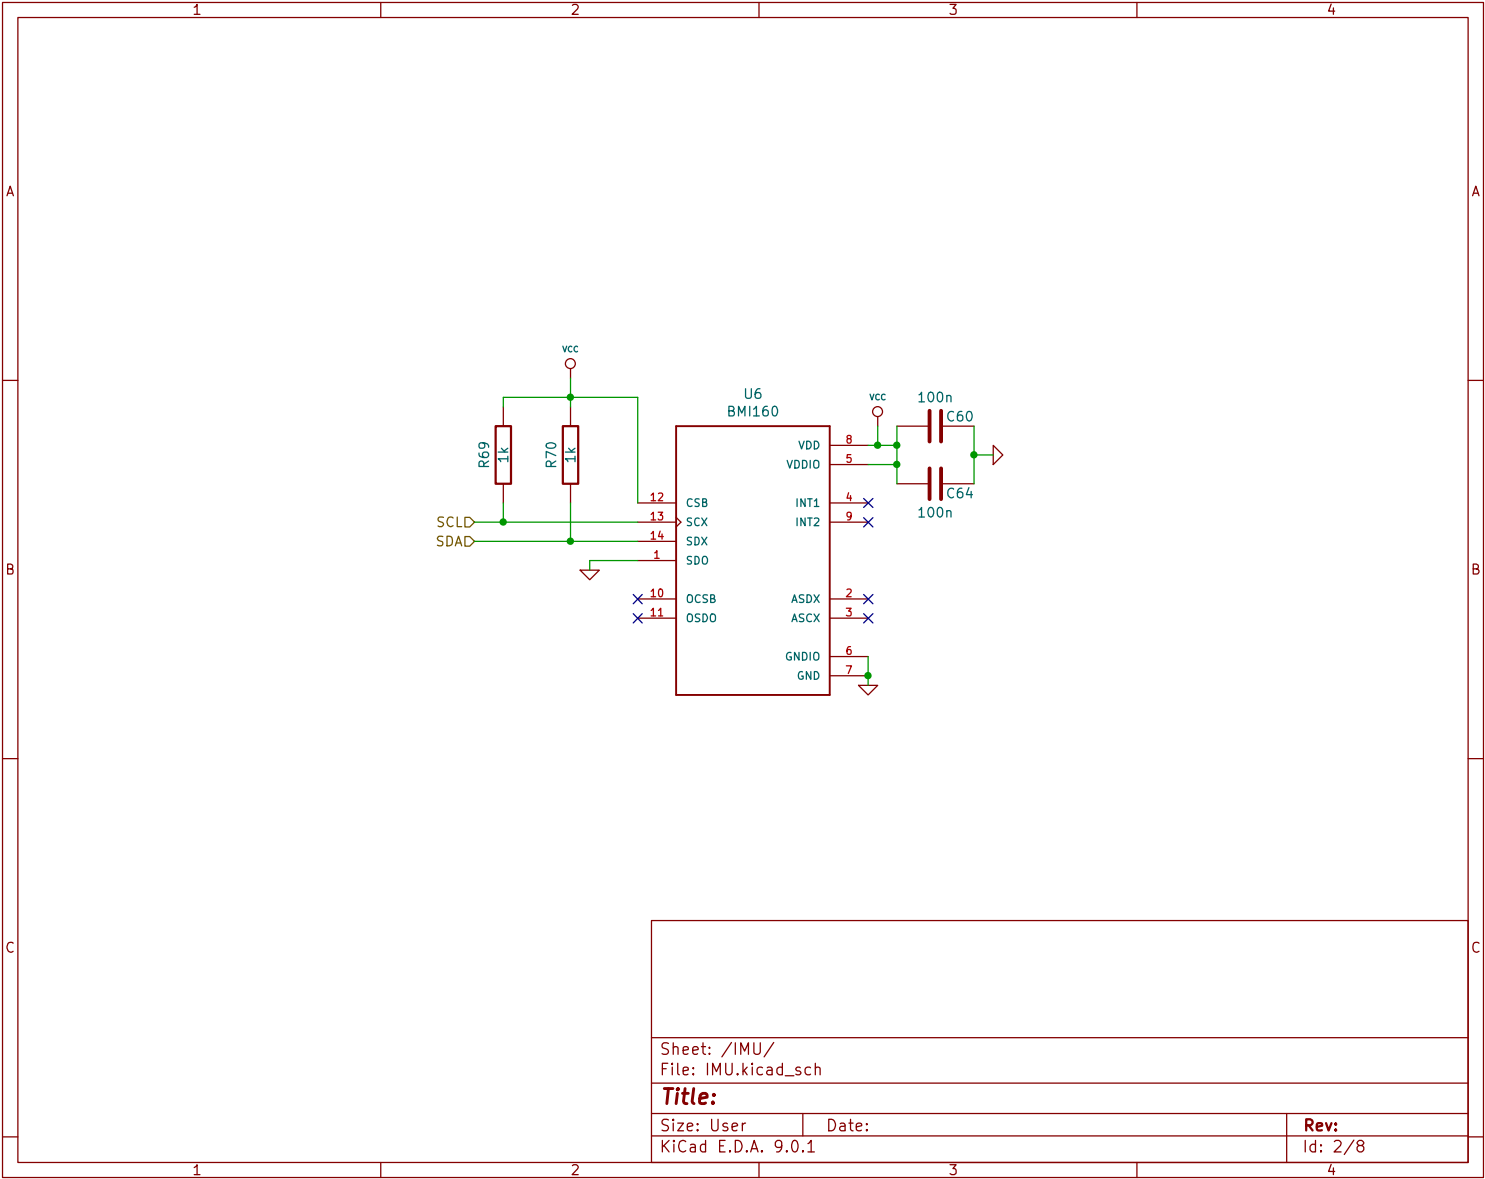 1 2 3 4
A A
VCC
U6
BMI160
VCC
100n
C60
R69 1k R70 1k
VDD 8
VDDIO 5
C64
100n
12 CSB INT1 4
SCL 13 SCX INT2 9
SDA 14 SDX
1 SDO
B B
10 OCSB ASDX 2
11 OSDO ASCX 3
GNDIO 6
GND 7
C C
Sheet: /IMU/
File: IMU.kicad_sch
Title:
Size: User Date: Rev:
KiCad E.D.A. 9.0.1 Id: 2/8
1 2 3 4